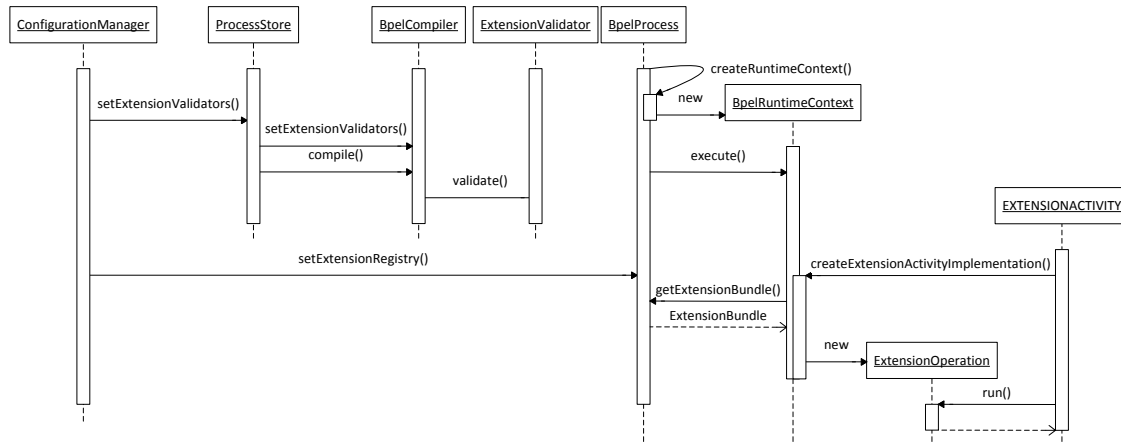 ConfigurationManager
ProcessStore
BpelCompiler
ExtensionValidator
BpelProcess
createRuntimeContext()
new
BpelRuntimeContext
setExtensionValidators()
setExtensionValidators()
compile()
execute()
validate()
EXTENSIONACTIVITY
setExtensionRegistry()
createExtensionActivityImplementation()
getExtensionBundle()
ExtensionBundle
new
ExtensionOperation
run()